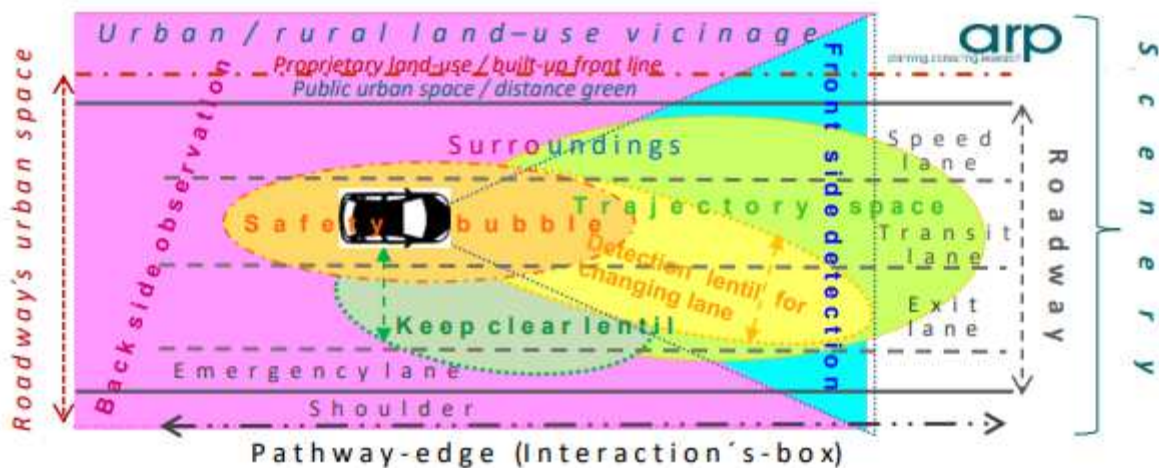 Urban / rural land–use vicinage
arp
Proprietary land-use / built-up front line
Public urban space / distance green
Roadway's urban space
Backside observation
Front side detection
Surroundings
Speed
lane
Safety bubble
Trajectory space
Transit
lane
Detection lentil for
changing lane
Exit
lane
Keep clear lentil
Emergency lane
Shoulder
Roadway
Scenery
Pathway-edge (Interaction´s-box)